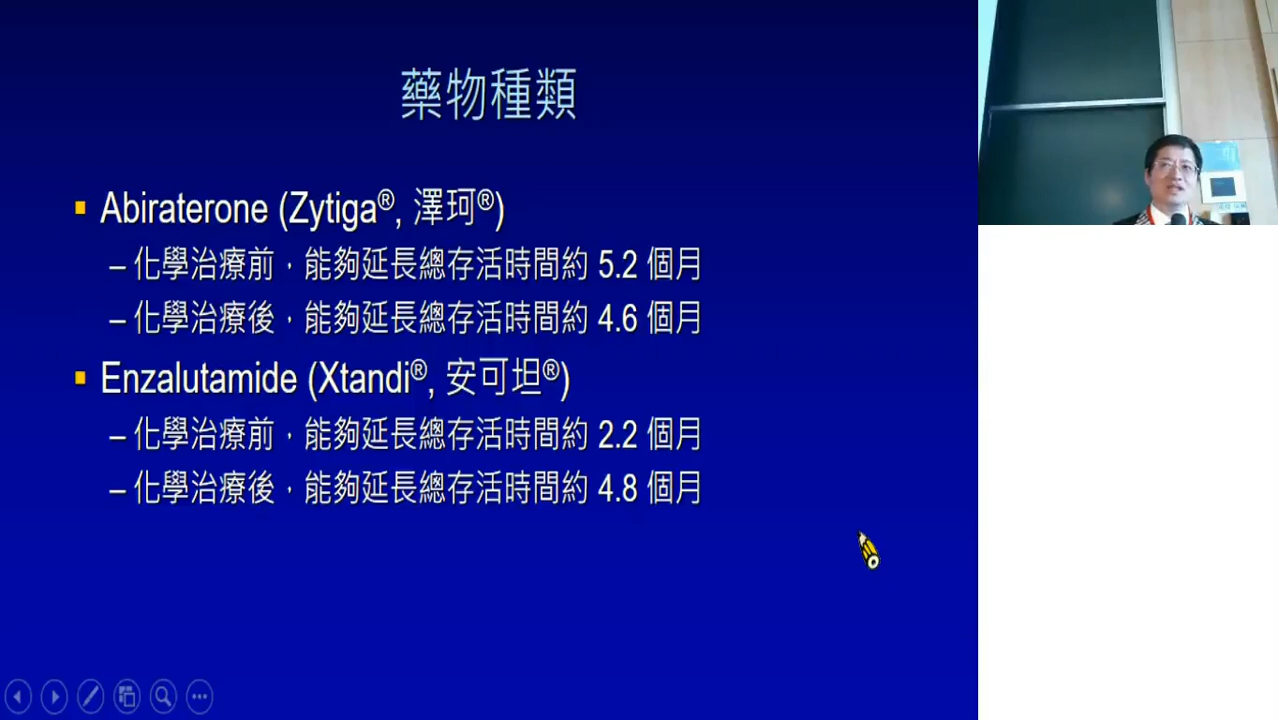 藥物種類
Abiraterone (Zytiga®, 澤珂®)
– 化學治療前，能夠延長總存活時間約 5.2 個月
– 化學治療後，能夠延長總存活時間約 4.6 個月
Enzalutamide (Xtandi®, 安可坦®)
– 化學治療前，能夠延長總存活時間約 2.2 個月
– 化學治療後，能夠延長總存活時間約 4.8 個月